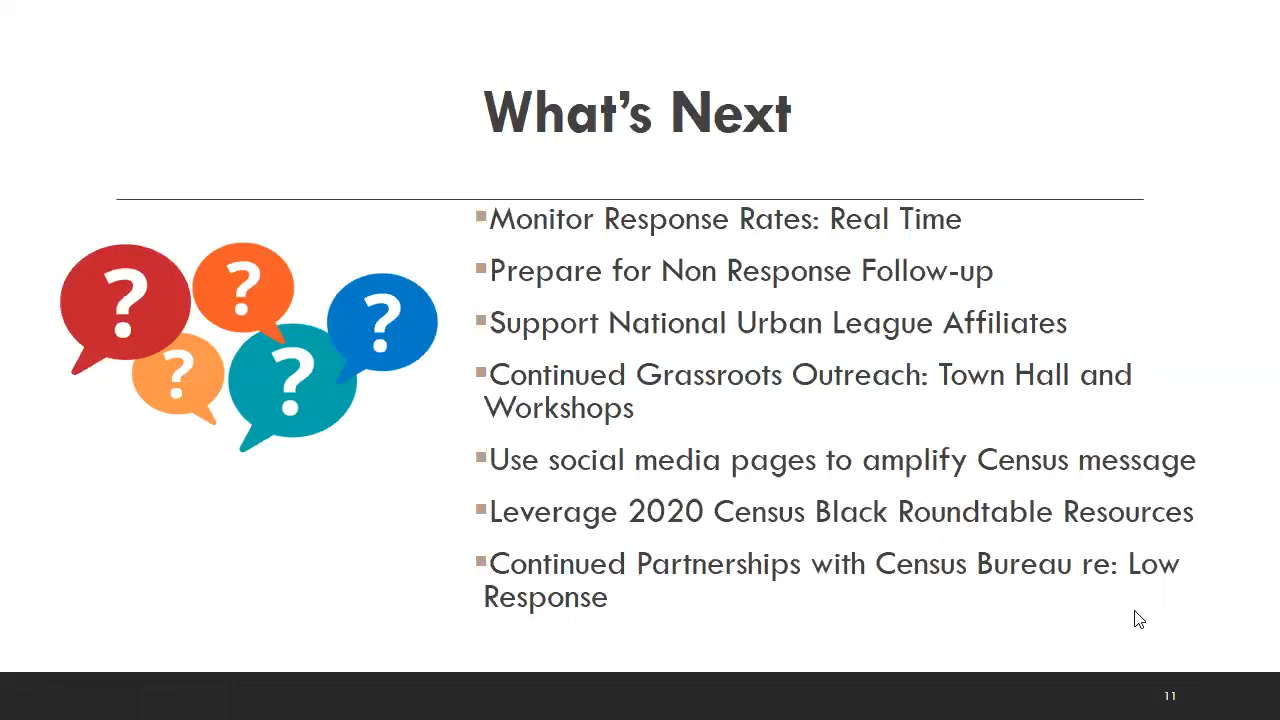 What's Next
▪Monitor Response Rates: Real Time
▪Prepare for Non Response Follow-up
▪Support National Urban League Affiliates
▪Continued Grassroots Outreach: Town Hall and
Workshops
▪Use social media pages to amplify Census message
▪Leverage 2020 Census Black Roundtable Resources
▪Continued Partnerships with Census Bureau re: Low
Response
? ? ? ? ?
11